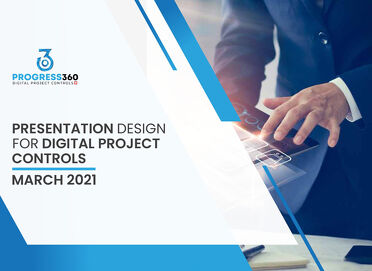 PROGRESS360
DIGITAL PROJECT CONTROLS
PRESENTATION DESIGN
FOR DIGITAL PROJECT
CONTROLS
MARCH 2021